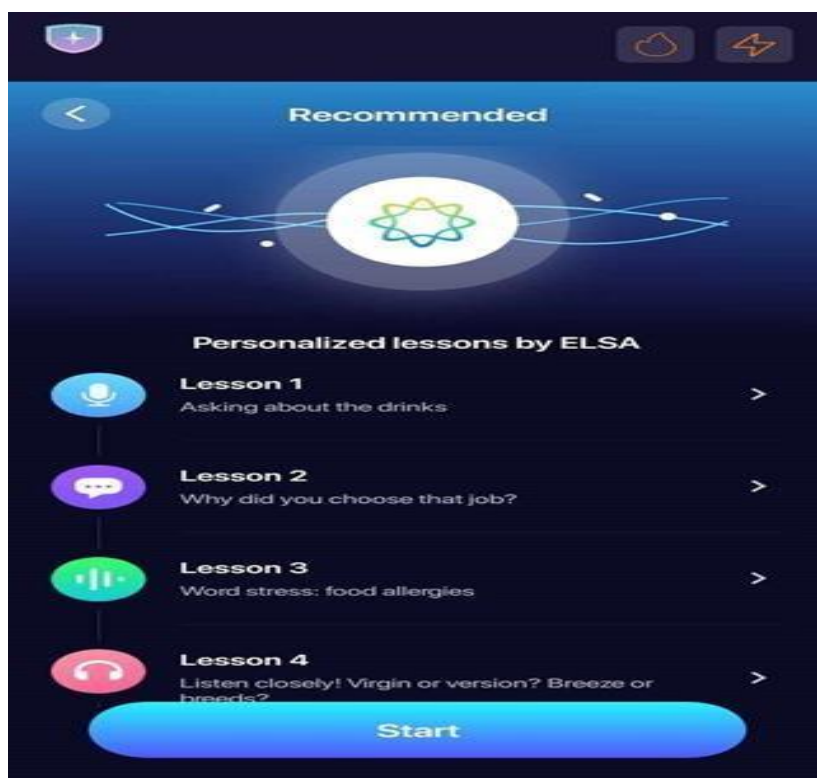 Recommended
Personalized lessons by ELSA
Lesson 1
Asking about the drinks
Lesson 2
Why did you choose that job?
Lesson 3
Word stress: food allergies
Lesson 4
Listen closely! Virgin or version? Breeze or
breeds?
Start